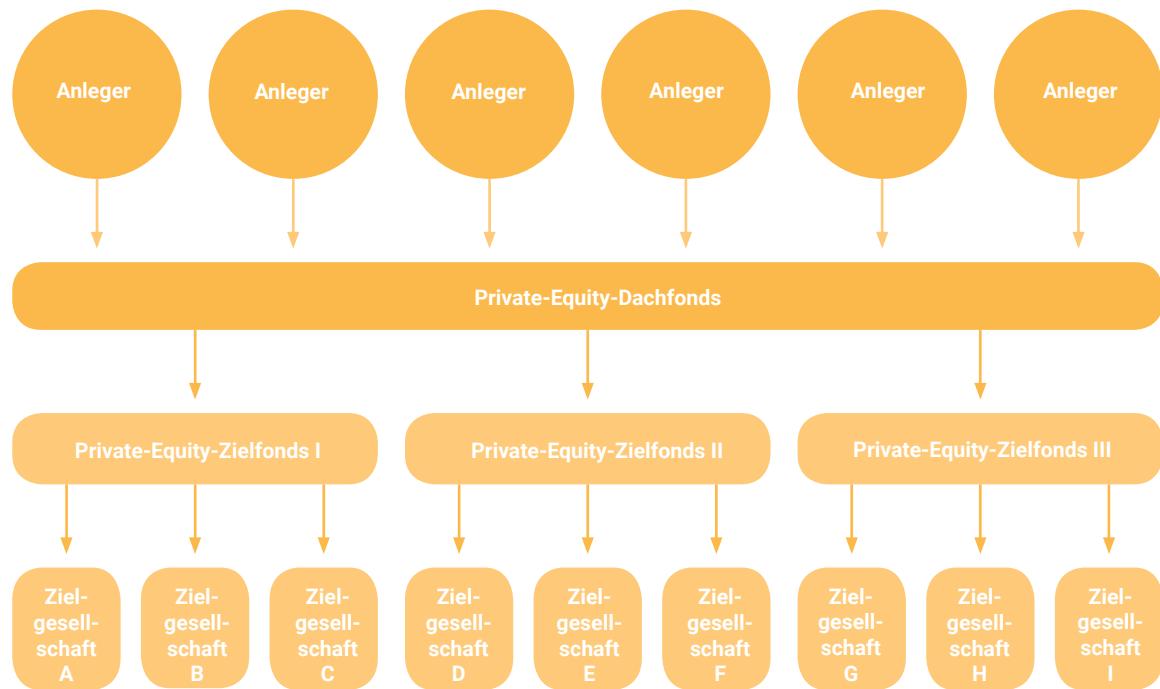 Anleger
Anleger
Anleger
Anleger
Anleger
Anleger
Private-Equity-Dachfonds
Private-Equity-Zielfonds I
Private-Equity-Zielfonds II
Private-Equity-Zielfonds III
Ziel-
gesell-
schaft
A
Ziel-
gesell-
schaft
B
Ziel-
gesell-
schaft
C
Ziel-
gesell-
schaft
D
Ziel-
gesell-
schaft
E
Ziel-
gesell-
schaft
F
Ziel-
gesell-
schaft
G
Ziel-
gesell-
schaft
H
Ziel-
gesell-
schaft
I